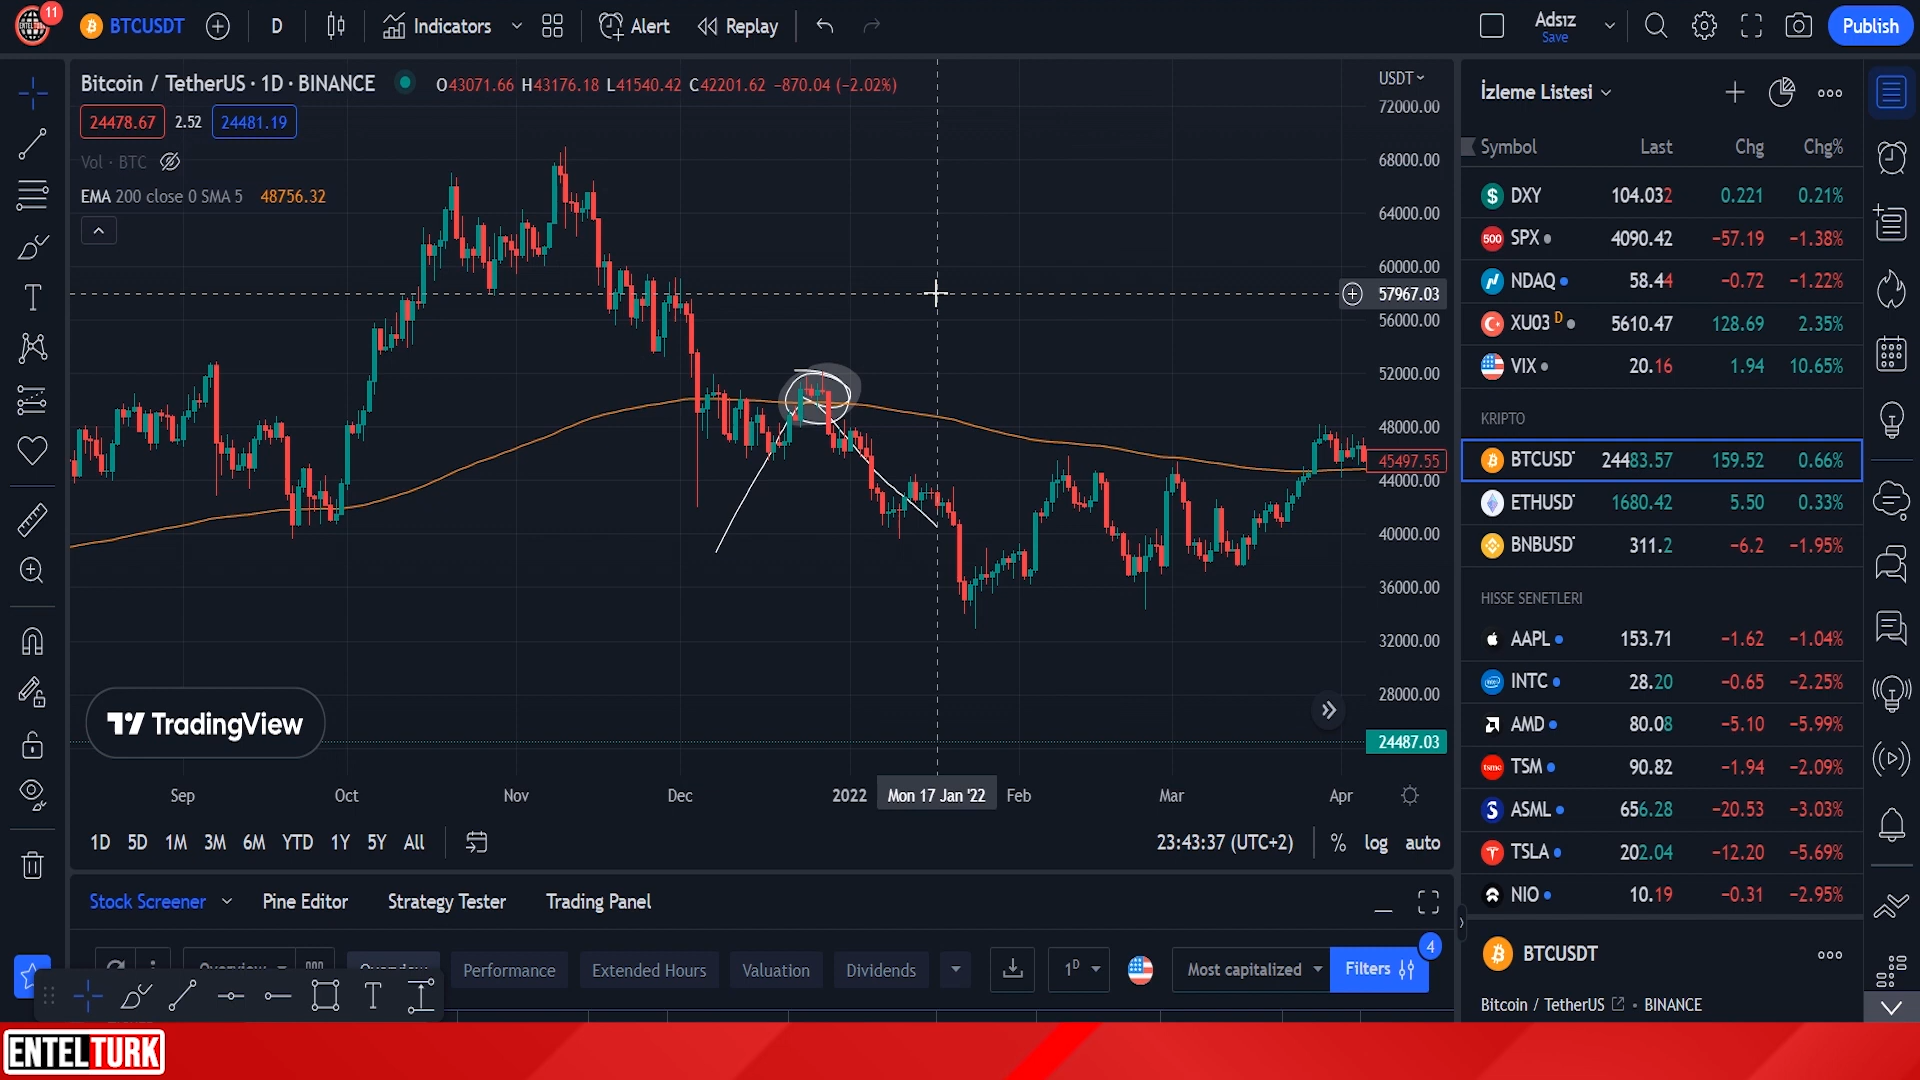 11
BTCUSDT
D
Indicators
Alert
Replay
Adsız
Save
Publish
Bitcoin / TetherUS · 1D · BINANCE
O43071.66 H43176.18 L41540.42 C42201.62 −870.04 (−2.02%)
24478.67 2.52 24481.19
Vol · BTC
EMA 200 close 0 SMA 5 48756.32
USDT
72000.00
68000.00
64000.00
60000.00
57967.03
56000.00
52000.00
48000.00
45497.55
44000.00
40000.00
36000.00
32000.00
28000.00
24487.03
TradingView
Sep Oct Nov Dec 2022 Mon 17 Jan '22 Feb Mar Apr
1D 5D 1M 3M 6M YTD 1Y 5Y All
23:43:37 (UTC+2) % log auto
Stock Screener Pine Editor Strategy Tester Trading Panel
Overview Overview Performance Extended Hours Valuation Dividends 1D Most capitalized Filters 4
İzleme Listesi
Symbol Last Chg Chg%
DXY 104.032 0.221 0.21%
500 SPX 4090.42 −57.19 −1.38%
NDAQ 58.44 −0.72 −1.22%
XU03 D 5610.47 128.69 2.35%
VIX 20.16 1.94 10.65%
KRIPTO
BTCUSD 24483.57 159.52 0.66%
ETHUSD 1680.42 5.50 0.33%
BNBUSD 311.2 −6.2 −1.95%
HISSE SENETLERI
AAPL 153.71 −1.62 −1.04%
intel INTC 28.20 −0.65 −2.25%
AMD 80.08 −5.10 −5.99%
tsmc TSM 90.82 −1.94 −2.09%
ASML 656.28 −20.53 −3.03%
TSLA 202.04 −12.20 −5.69%
NIO 10.19 −0.31 −2.95%
BTCUSDT
Bitcoin / TetherUS · BINANCE
ENTELTURK